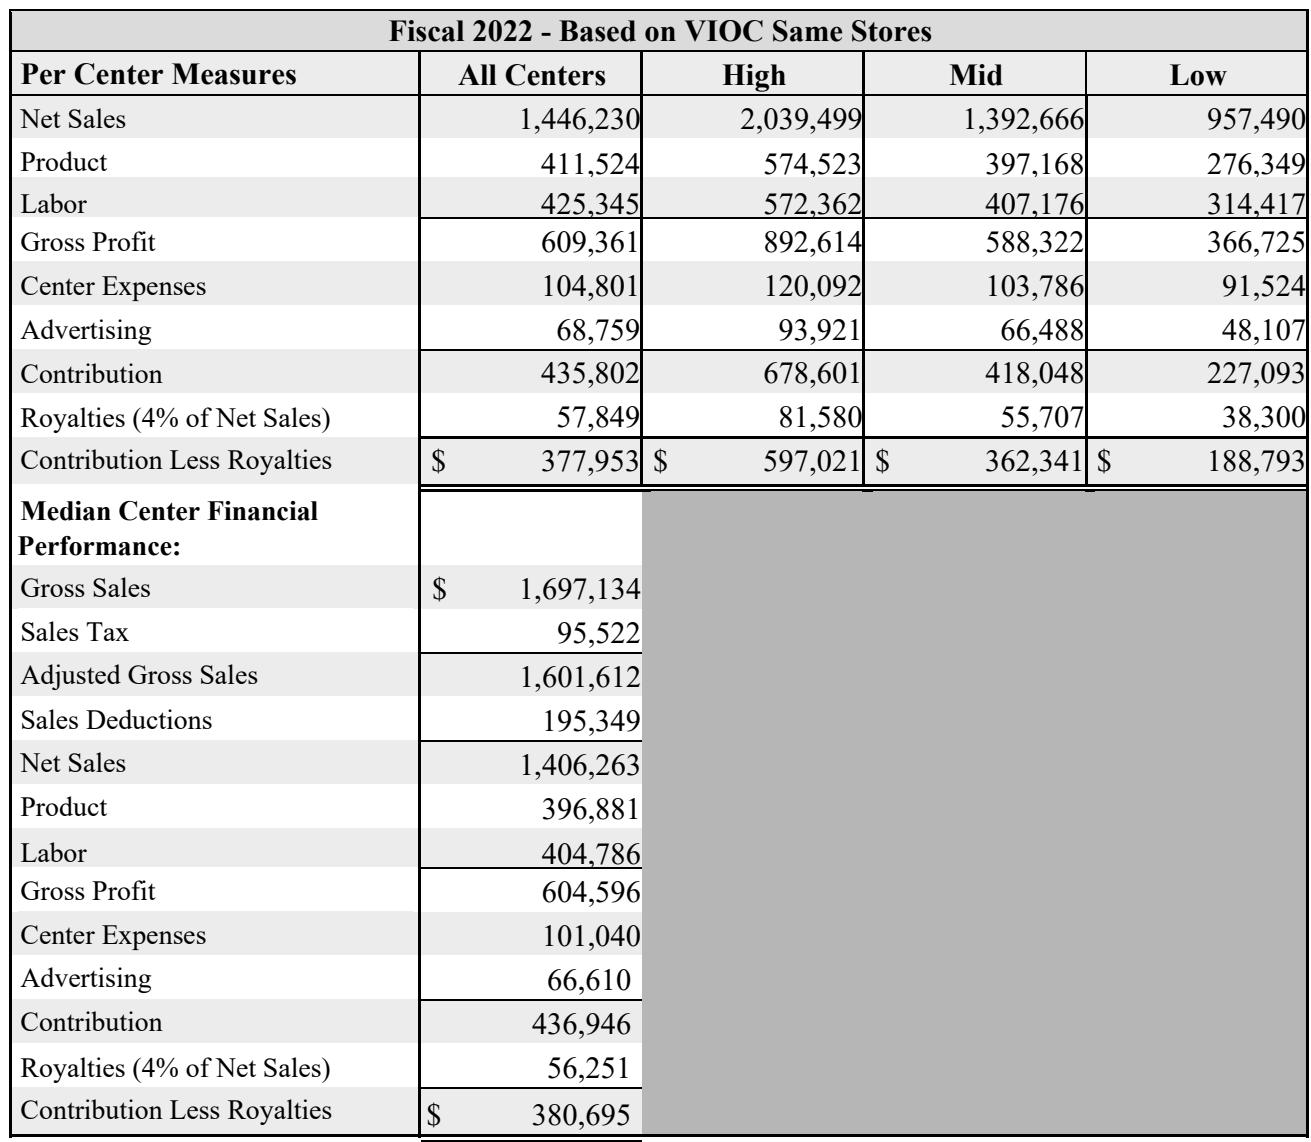 Fiscal 2022 - Based on VIOC Same Stores
Per Center Measures All Centers High Mid Low
Net Sales 1,446,230 2,039,499 1,392,666 957,490
Product 411,524 574,523 397,168 276,349
Labor 425,345 572,362 407,176 314,417
Gross Profit 609,361 892,614 588,322 366,725
Center Expenses 104,801 120,092 103,786 91,524
Advertising 68,759 93,921 66,488 48,107
Contribution 435,802 678,601 418,048 227,093
Royalties (4% of Net Sales) 57,849 81,580 55,707 38,300
Contribution Less Royalties $ 377,953 $ 597,021 $ 362,341 $ 188,793
Median Center Financial
Performance:
Gross Sales $ 1,697,134
Sales Tax 95,522
Adjusted Gross Sales 1,601,612
Sales Deductions 195,349
Net Sales 1,406,263
Product 396,881
Labor 404,786
Gross Profit 604,596
Center Expenses 101,040
Advertising 66,610
Contribution 436,946
Royalties (4% of Net Sales) 56,251
Contribution Less Royalties $ 380,695